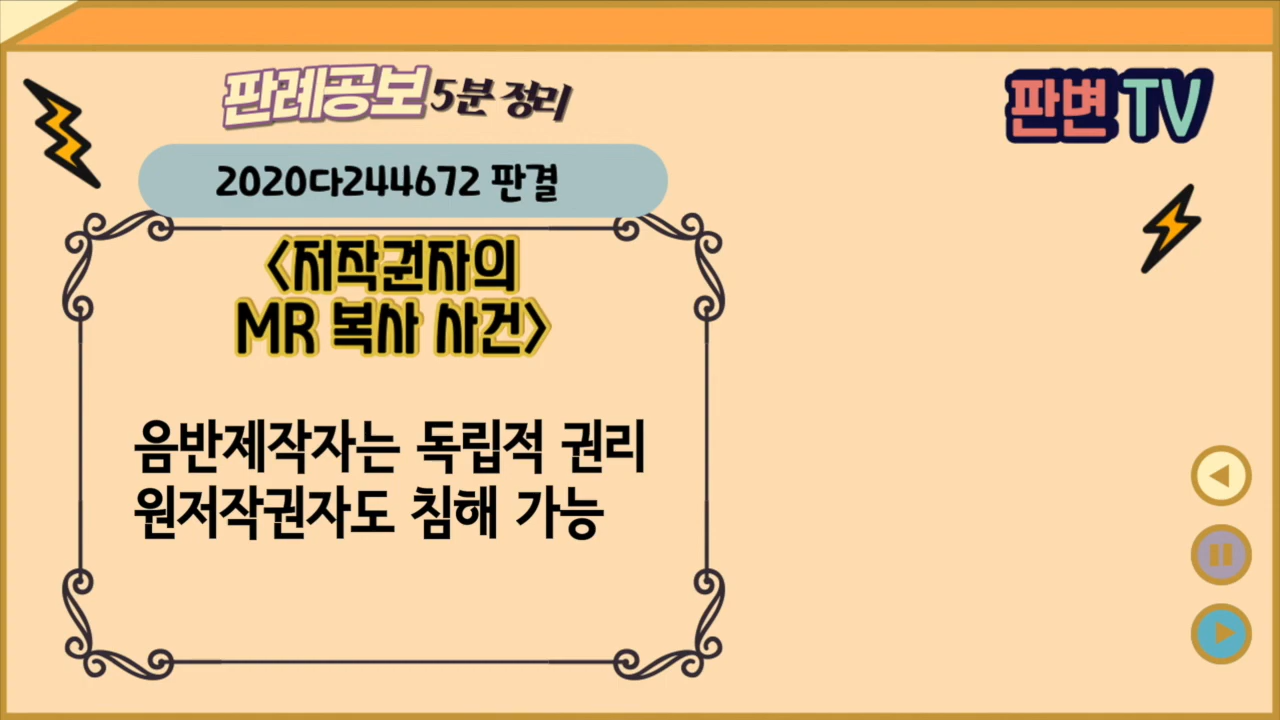 판례공보 5분 정리
판변 TV
2020다244672 판결
<저작권자의
MR 복사 사건>
음반제작자는 독립적 권리
원저작권자도 침해 가능